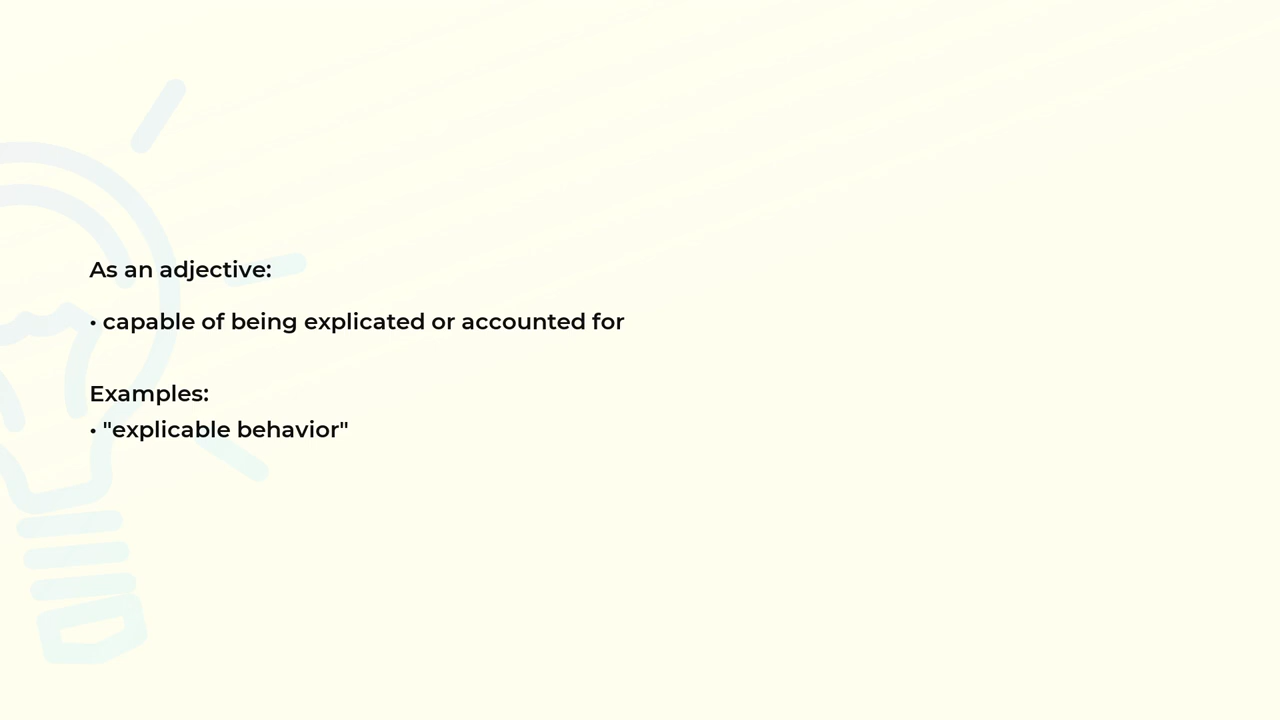 As an adjective:
• capable of being explicated or accounted for
Examples:
• "explicable behavior"